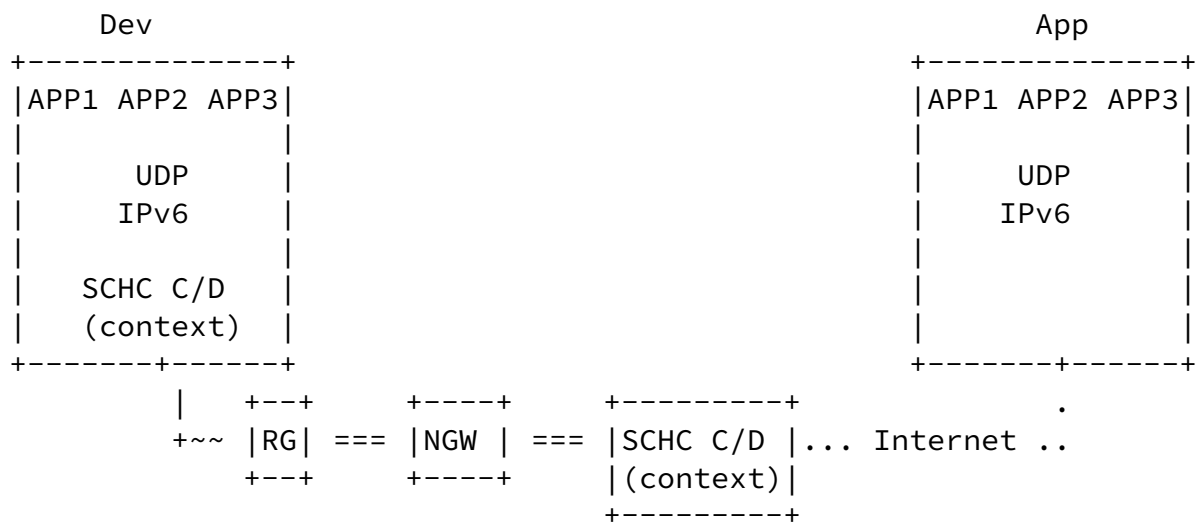 Dev App
|APP1 APP2 APP3| |APP1 APP2 APP3|
UDP UDP
IPv6 IPv6
SCHC C/D
(context)
+~~ |RG| === |NGW | === |SCHC C/D |... Internet ..
|(context)|